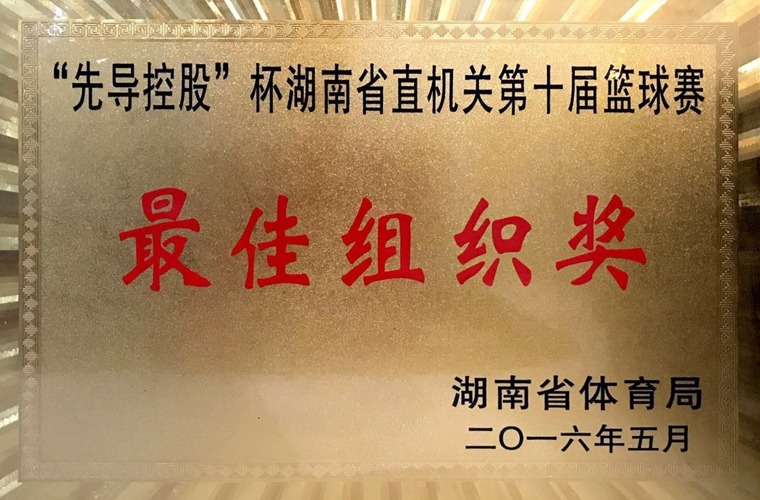 “先导控股”杯湖南省直机关第十届篮球赛
最佳组织奖
湖南省体育局
二〇一六年五月